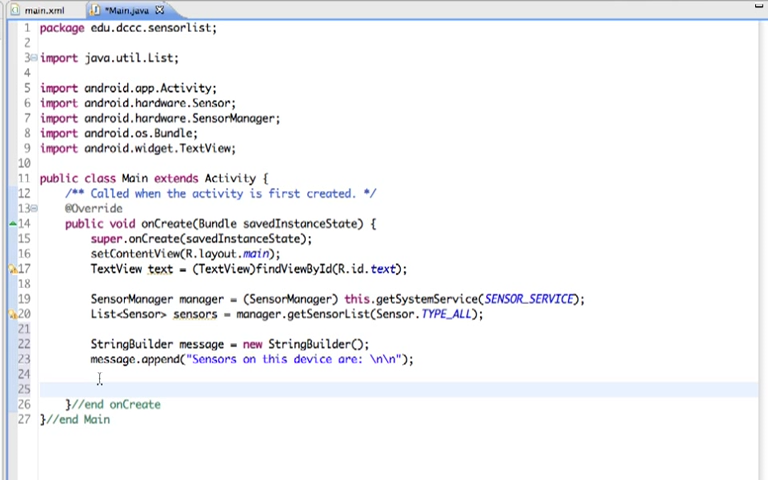 main.xml *Main.java
1 package edu.dccc.sensorlist;
2
3 import java.util.List;
4
5 import android.app.Activity;
6 import android.hardware.Sensor;
7 import android.hardware.SensorManager;
8 import android.os.Bundle;
9 import android.widget.TextView;
10
11 public class Main extends Activity {
12 /** Called when the activity is first created. */
13 @Override
14 public void onCreate(Bundle savedInstanceState) {
15 super.onCreate(savedInstanceState);
16 setContentView(R.layout.main);
17 TextView text = (TextView)findViewById(R.id.text);
18
19 SensorManager manager = (SensorManager) this.getSystemService(SENSOR_SERVICE);
20 List<Sensor> sensors = manager.getSensorList(Sensor.TYPE_ALL);
21
22 StringBuilder message = new StringBuilder();
23 message.append("Sensors on this device are: \n\n");
24
25
26 }//end onCreate
27 }//end Main